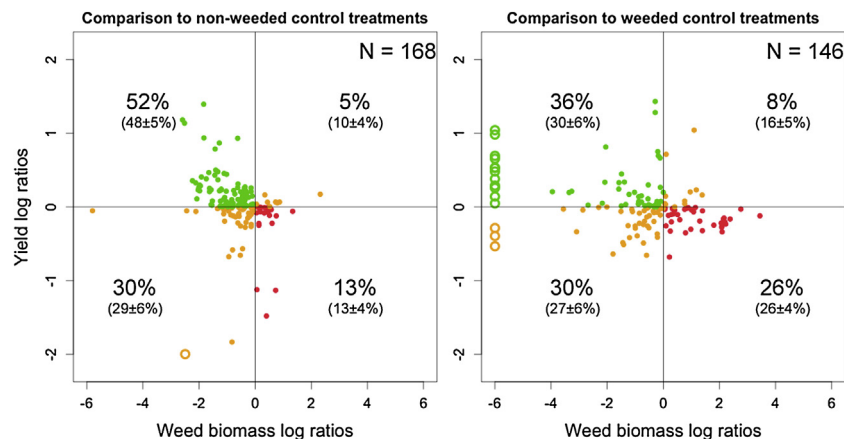 Comparison to non-weeded control treatments
N = 168
2
52%
(48±5%)
5%
(10±4%)
1
0
-1
30%
(29±6%)
13%
(13±4%)
-2
Yield log ratios
-6 -4 -2 0 2 4 6
Weed biomass log ratios
Comparison to weeded control treatments
N = 146
2
36%
(30±6%)
8%
(16±5%)
1
0
-1
30%
(27±6%)
26%
(26±4%)
-2
-6 -4 -2 0 2 4 6
Weed biomass log ratios